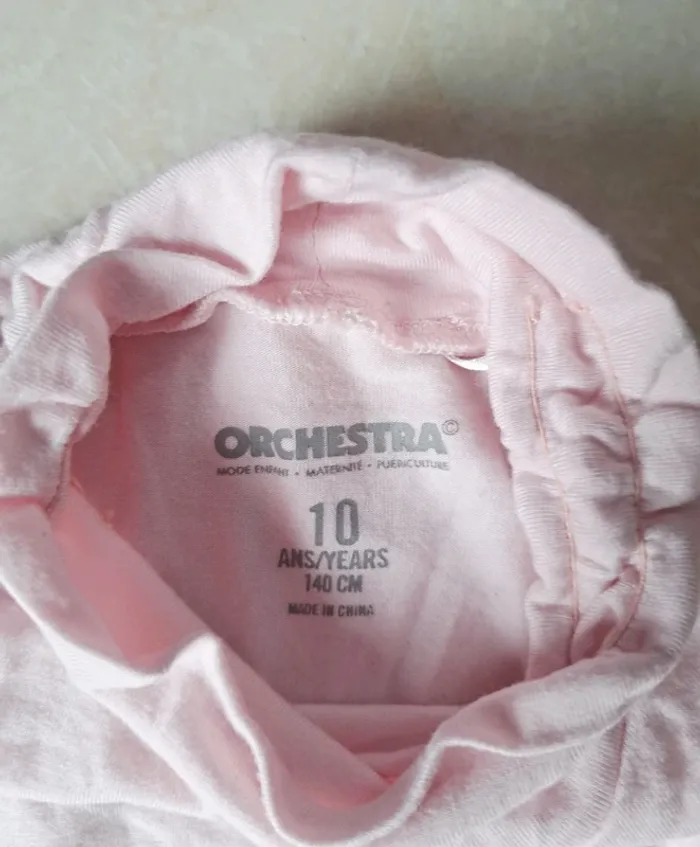 ORCHESTRA©
MODE ENFANT • MATERNITÉ • PUÉRICULTURE
10
ANS/YEARS
140 CM
MADE IN CHINA